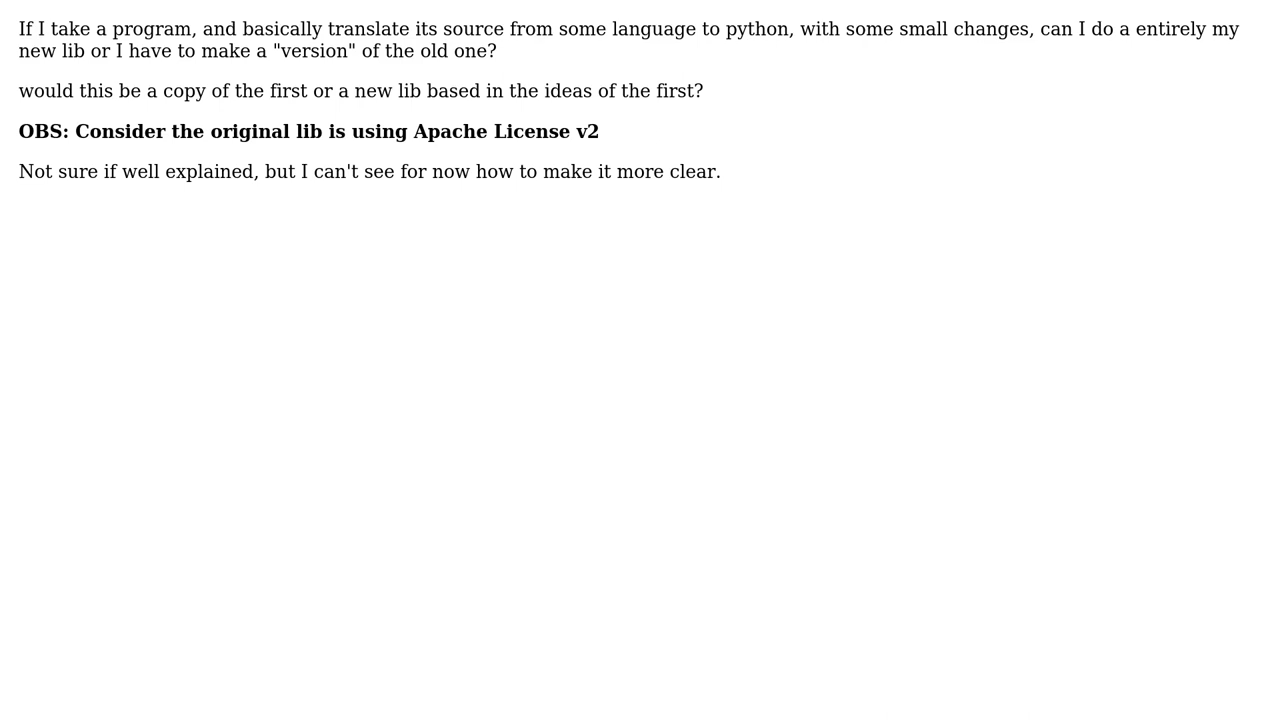 If I take a program, and basically translate its source from some language to python, with some small changes, can I do a entirely my
new lib or I have to make a "version" of the old one?
would this be a copy of the first or a new lib based in the ideas of the first?
OBS: Consider the original lib is using Apache License v2
Not sure if well explained, but I can't see for now how to make it more clear.